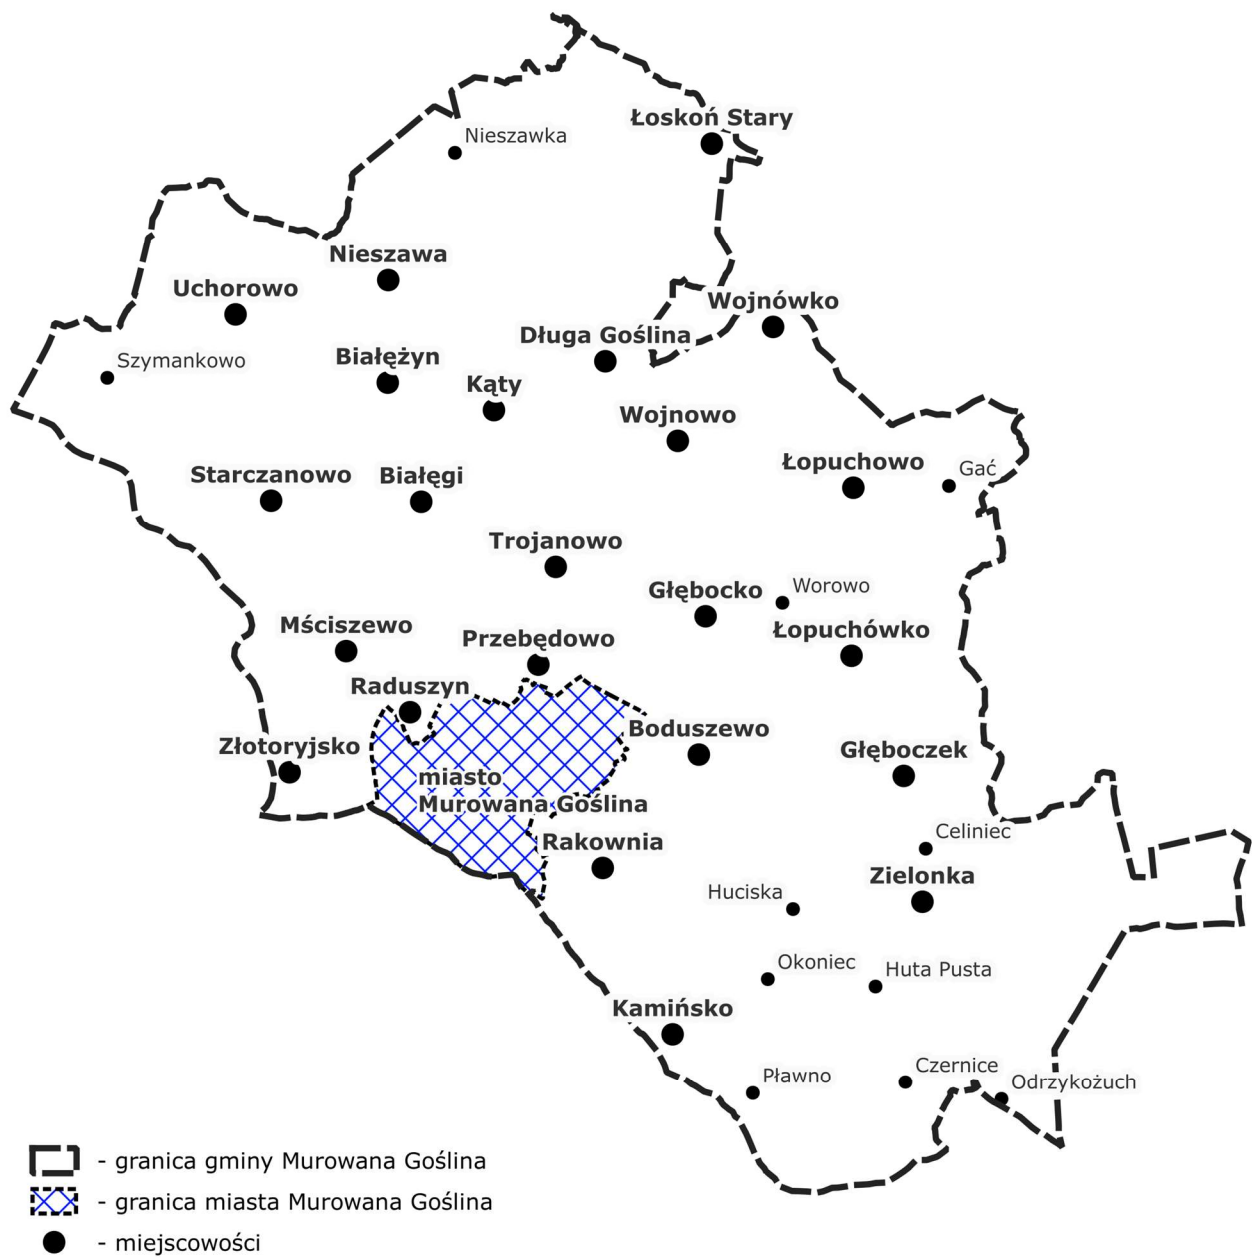 Łoskoń Stary
Nieszawka
Nieszawa
Uchorowo
Wojnówko
Długa Goślina
Białężyn
Szymankowo
Kąty
Wojnowo
Łopuchowo
Gać
Starczanowo
Białęgi
Trojanowo
Głębocko
Worowo
Mściszewo
Łopuchówko
Przebędowo
Raduszyn
Boduszewo
Złotoryjsko
Głęboczek
miasto
Murowana Goślina
Celiniec
Rakownia
Zielonka
Huciska
Okoniec
Huta Pusta
Kamińsko
Czernice
Pławno
Odrzykożuch
- granica gminy Murowana Goślina
- granica miasta Murowana Goślina
- miejscowości